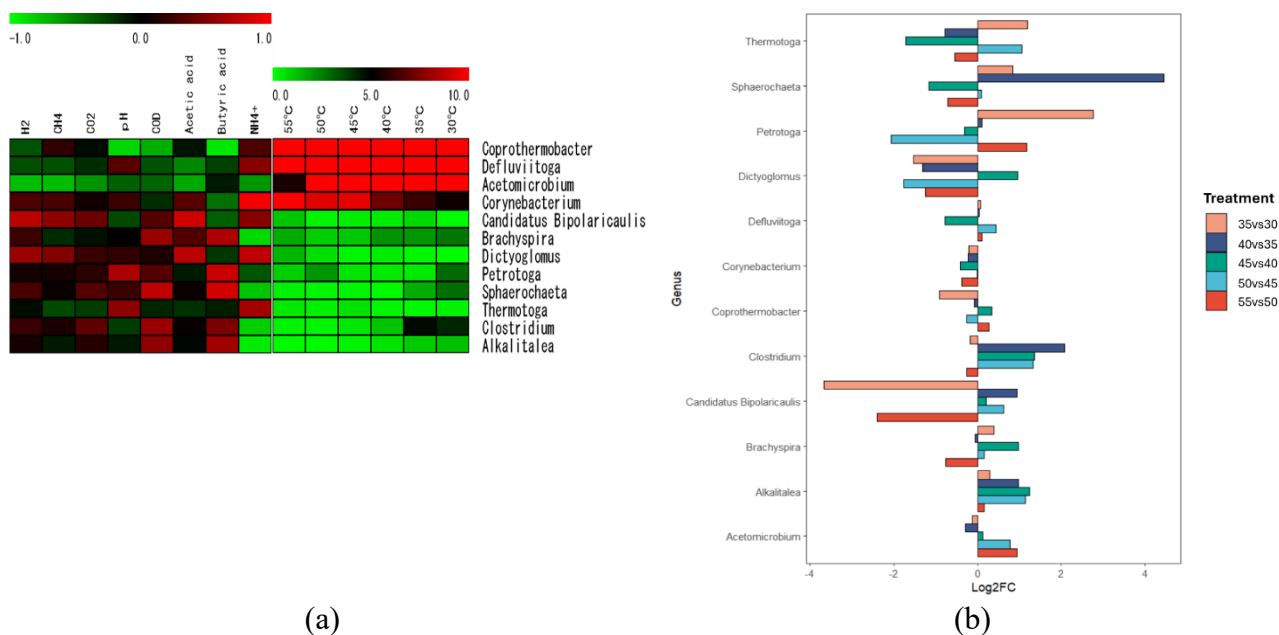 -1.0 0.0 1.0
0.0 5.0 10.0
H2 CH4 CO2 pH COD Acetic acid Butyric acid NH4+ 55°C 50°C 45°C 40°C 35°C 30°C
Coprothermobacter
Defluviitoga
Acetomicrobium
Corynebacterium
Candidatus Bipolaricaulis
Brachyspira
Dictyoglomus
Petrotoga
Sphaerochaeta
Thermotoga
Clostridium
Alkalitalea
(a)
Genus
Thermotoga
Sphaerochaeta
Petrotoga
Dictyoglomus
Defluviitoga
Corynebacterium
Coprothermobacter
Clostridium
Candidatus Bipolaricaulis
Brachyspira
Alkalitalea
Acetomicrobium
-4 -2 0 2 4
Log2FC
Treatment
35vs30
40vs35
45vs40
50vs45
55vs50
(b)